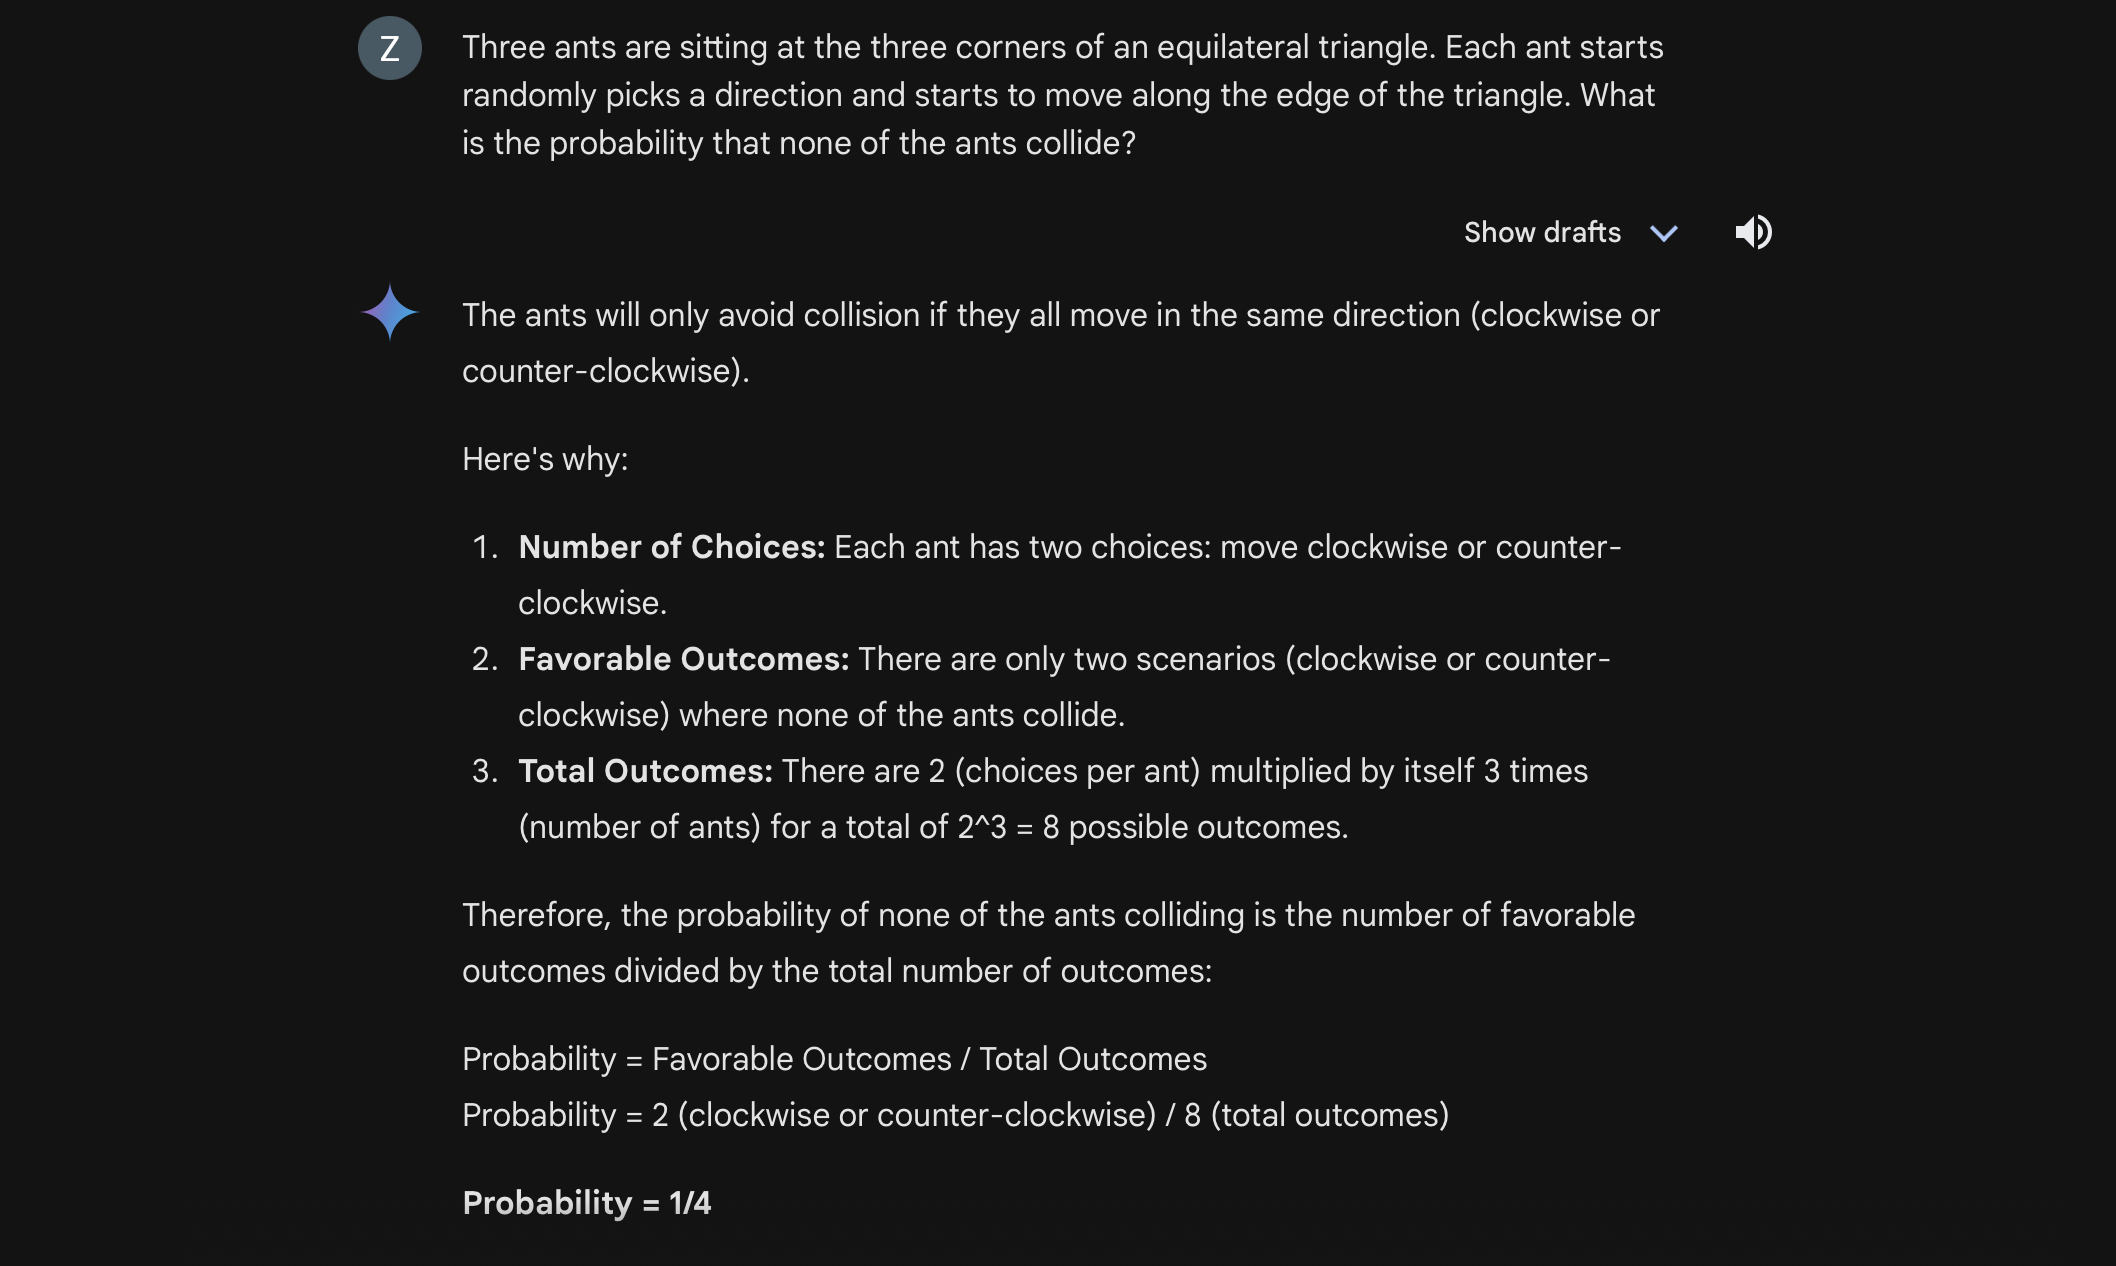 Z
Three ants are sitting at the three corners of an equilateral triangle. Each ant starts
randomly picks a direction and starts to move along the edge of the triangle. What
is the probability that none of the ants collide?
Show drafts
The ants will only avoid collision if they all move in the same direction (clockwise or
counter-clockwise).
Here's why:
1. Number of Choices: Each ant has two choices: move clockwise or counter-
clockwise.
2. Favorable Outcomes: There are only two scenarios (clockwise or counter-
clockwise) where none of the ants collide.
3. Total Outcomes: There are 2 (choices per ant) multiplied by itself 3 times
(number of ants) for a total of 2^3 = 8 possible outcomes.
Therefore, the probability of none of the ants colliding is the number of favorable
outcomes divided by the total number of outcomes:
Probability = Favorable Outcomes / Total Outcomes
Probability = 2 (clockwise or counter-clockwise) / 8 (total outcomes)
Probability = 1/4